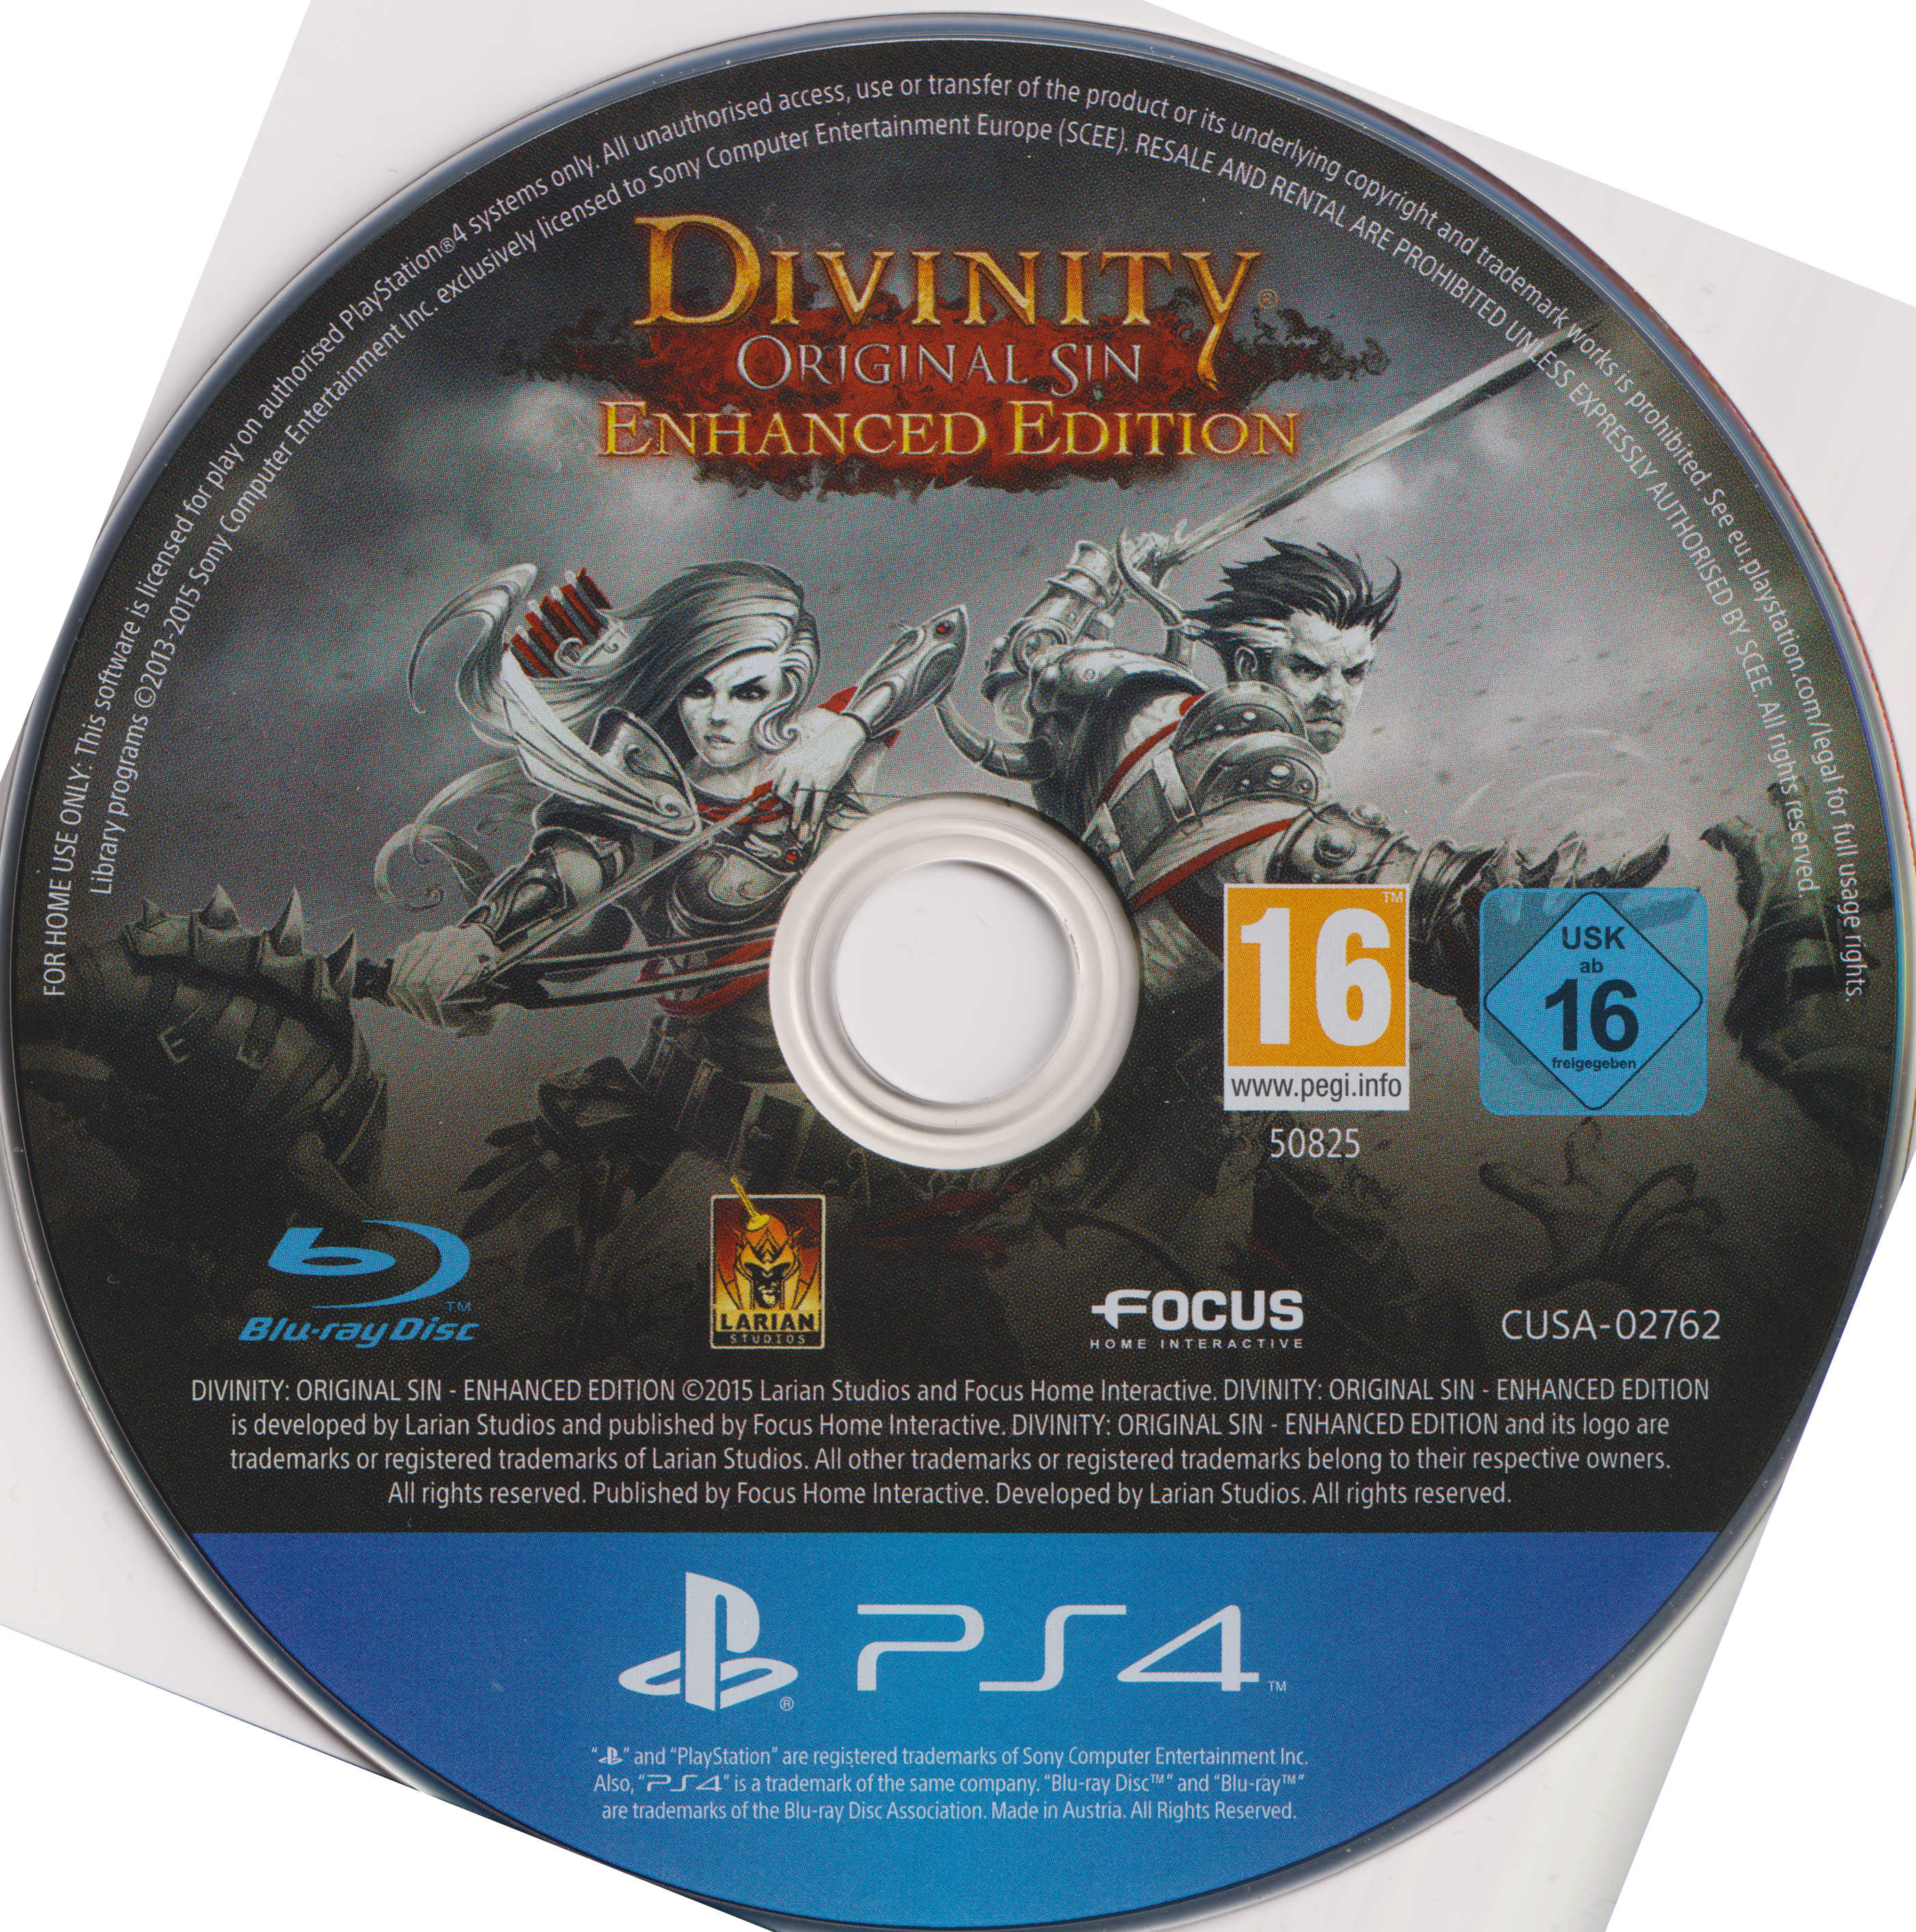 FOR HOME USE ONLY: This software is licensed for play on authorised PlayStation®4 systems only. All unauthorised access, use or transfer of the product or its underlying copyright and trademark works is prohibited. See eu.playstation.com/legal for full usage rights.
Library programs ©2013-2015 Sony Computer Entertainment Inc. exclusively licensed to Sony Computer Entertainment Europe (SCEE). RESALE AND RENTAL ARE PROHIBITED UNLESS EXPRESSLY AUTHORISED BY SCEE. All rights reserved.
DIVINITY®
ORIGINAL SIN
ENHANCED EDITION
16™
www.pegi.info
50825
USK
ab
16
freigegeben
Blu-ray Disc™
LARIAN
STUDIOS
FOCUS
HOME INTERACTIVE
CUSA-02762
DIVINITY: ORIGINAL SIN - ENHANCED EDITION ©2015 Larian Studios and Focus Home Interactive. DIVINITY: ORIGINAL SIN - ENHANCED EDITION
is developed by Larian Studios and published by Focus Home Interactive. DIVINITY: ORIGINAL SIN - ENHANCED EDITION and its logo are
trademarks or registered trademarks of Larian Studios. All other trademarks or registered trademarks belong to their respective owners.
All rights reserved. Published by Focus Home Interactive. Developed by Larian Studios. All rights reserved.
® PS4™
“PS” and “PlayStation” are registered trademarks of Sony Computer Entertainment Inc.
Also, “PS4” is a trademark of the same company. “Blu-ray Disc™” and “Blu-ray™”
are trademarks of the Blu-ray Disc Association. Made in Austria. All Rights Reserved.